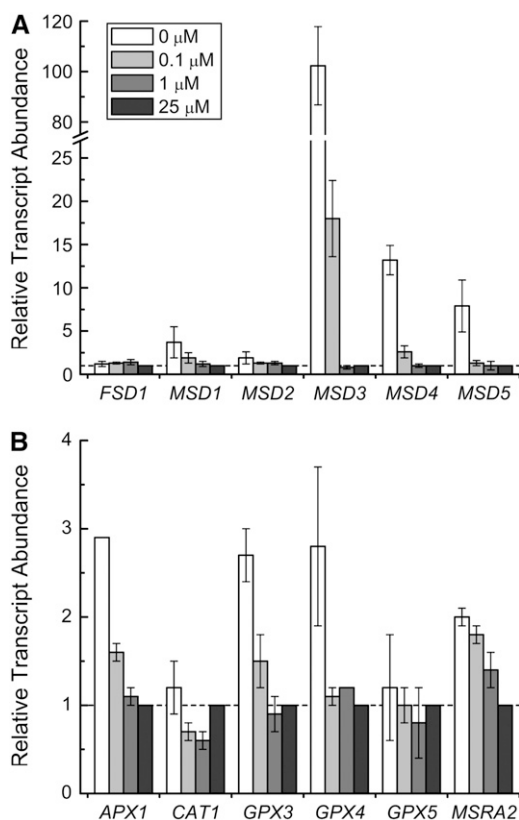 A
Relative Transcript Abundance
120
100
80
25
20
15
10
5
0
0 µM
0.1 µM
1 µM
25 µM
FSD1 MSD1 MSD2 MSD3 MSD4 MSD5
B
Relative Transcript Abundance
4
3
2
1
0
APX1 CAT1 GPX3 GPX4 GPX5 MSRA2